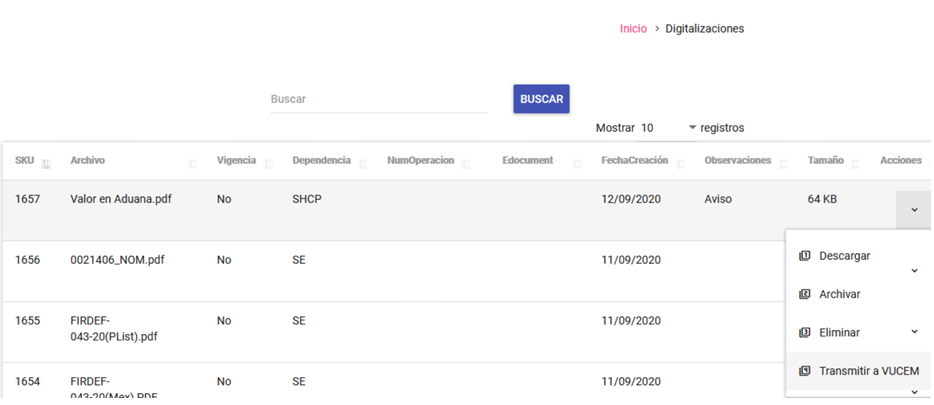 Inicio > Digitalizaciones
Buscar BUSCAR
Mostrar 10 registros
SKU Archivo Vigencia Dependencia NumOperacion Edocument FechaCreación Observaciones Tamaño Acciones
1657 Valor en Aduana.pdf No SHCP 12/09/2020 Aviso 64 KB
1 Descargar
1656 0021406_NOM.pdf No SE 11/09/2020
2 Archivar
1655 FIRDEF- No SE 11/09/2020
043-20(PList).pdf
3 Eliminar
Transmitir a VUCEM
1654 FIRDEF- No SE 11/09/2020
043-20(Mex).PDF